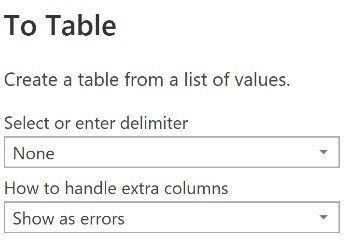 To Table
Create a table from a list of values.
Select or enter delimiter
None
How to handle extra columns
Show as errors